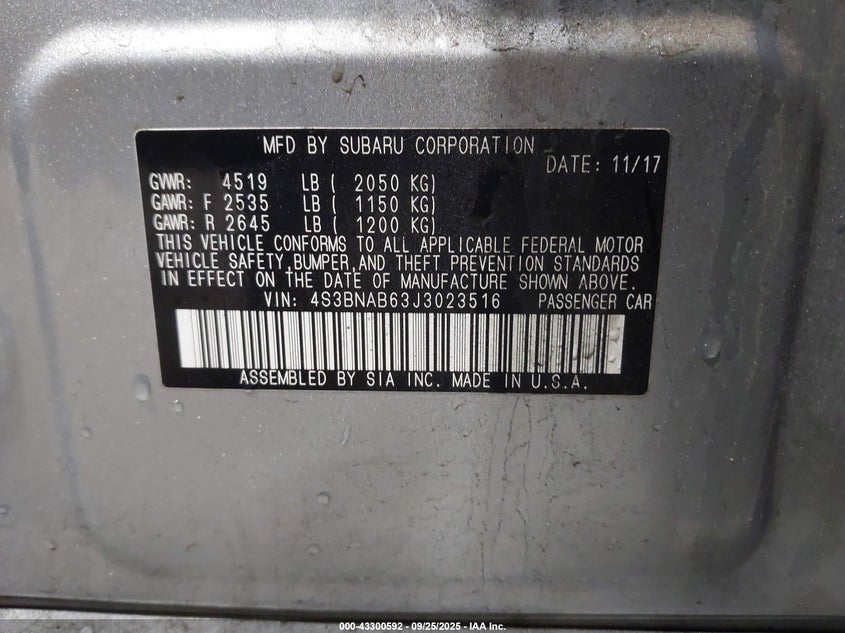 MFD BY SUBARU CORPORATION
DATE: 11/17
GVWR: 4519 LB ( 2050 KG)
GAWR: F 2535 LB ( 1150 KG)
GAWR: R 2645 LB ( 1200 KG)
THIS VEHICLE CONFORMS TO ALL APPLICABLE FEDERAL MOTOR
VEHICLE SAFETY,BUMPER,AND THEFT PREVENTION STANDARDS
IN EFFECT ON THE DATE OF MANUFACTURE SHOWN ABOVE.
VIN: 4S3BNAB63J3023516 PASSENGER CAR
ASSEMBLED BY SIA INC. MADE IN U.S.A.
000-43300592 - 09/25/2025 - IAA Inc.